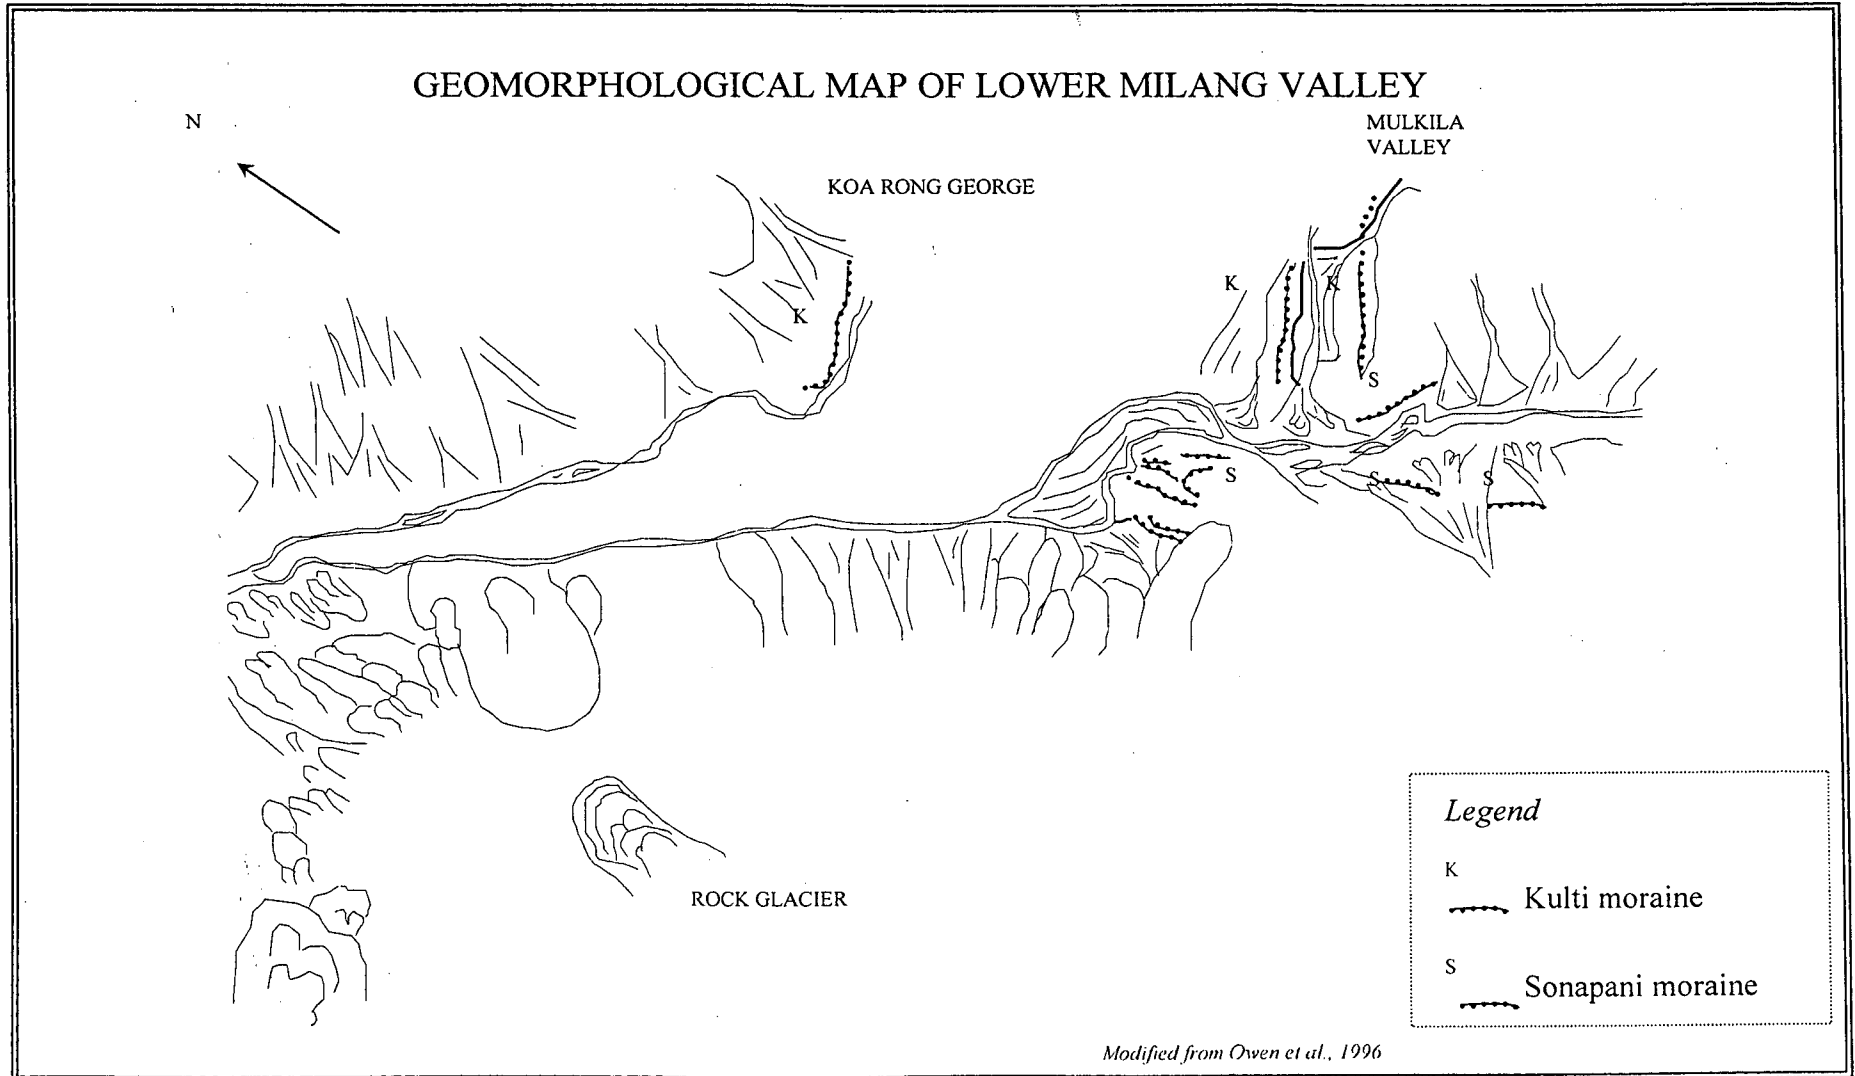 GEOMORPHOLOGICAL MAP OF LOWER MILANG VALLEY
N
MULKILA
VALLEY
KOA RONG GEORGE
K
K
K
S
S
S
S
ROCK GLACIER
Legend
K
Kulti moraine
S
Sonapani moraine
Modified from Owen et al., 1996